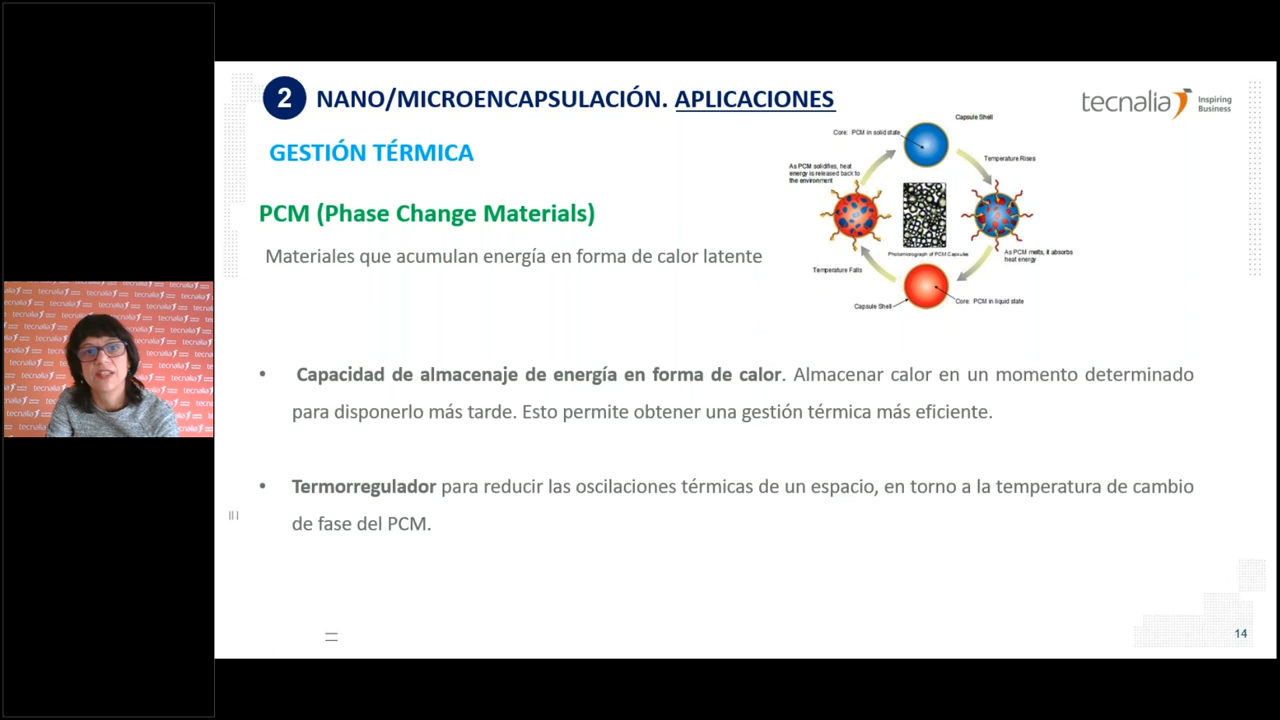 2 NANO/MICROENCAPSULACIÓN. APLICACIONES
tecnalia Inspiring
Business
GESTIÓN TÉRMICA
PCM (Phase Change Materials)
Materiales que acumulan energía en forma de calor latente
Capsule Shell
Core: PCM in solid state
Temperature Rises
As PCM solidifies, heat
energy is released back to
the environment
Photomicrograph of PCM Capsules
As PCM melts, it absorbs
heat energy
Temperature Falls
Capsule Shell
Core: PCM in liquid state
• Capacidad de almacenaje de energía en forma de calor. Almacenar calor en un momento determinado
para disponerlo más tarde. Esto permite obtener una gestión térmica más eficiente.
• Termorregulador para reducir las oscilaciones térmicas de un espacio, en torno a la temperatura de cambio
de fase del PCM.
14
tecnalia